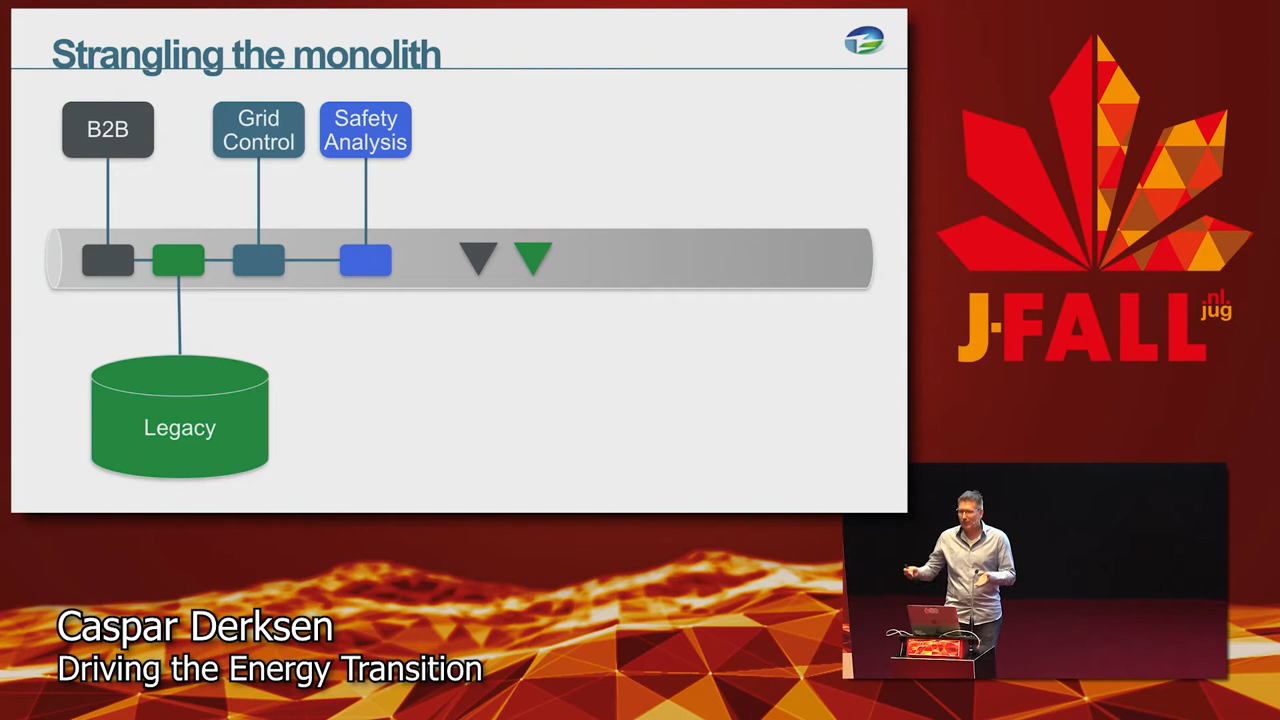 Strangling the monolith
B2B
Grid
Control
Safety
Analysis
Legacy
J-FALL
nl.
jug
Caspar Derksen
Driving the Energy Transition